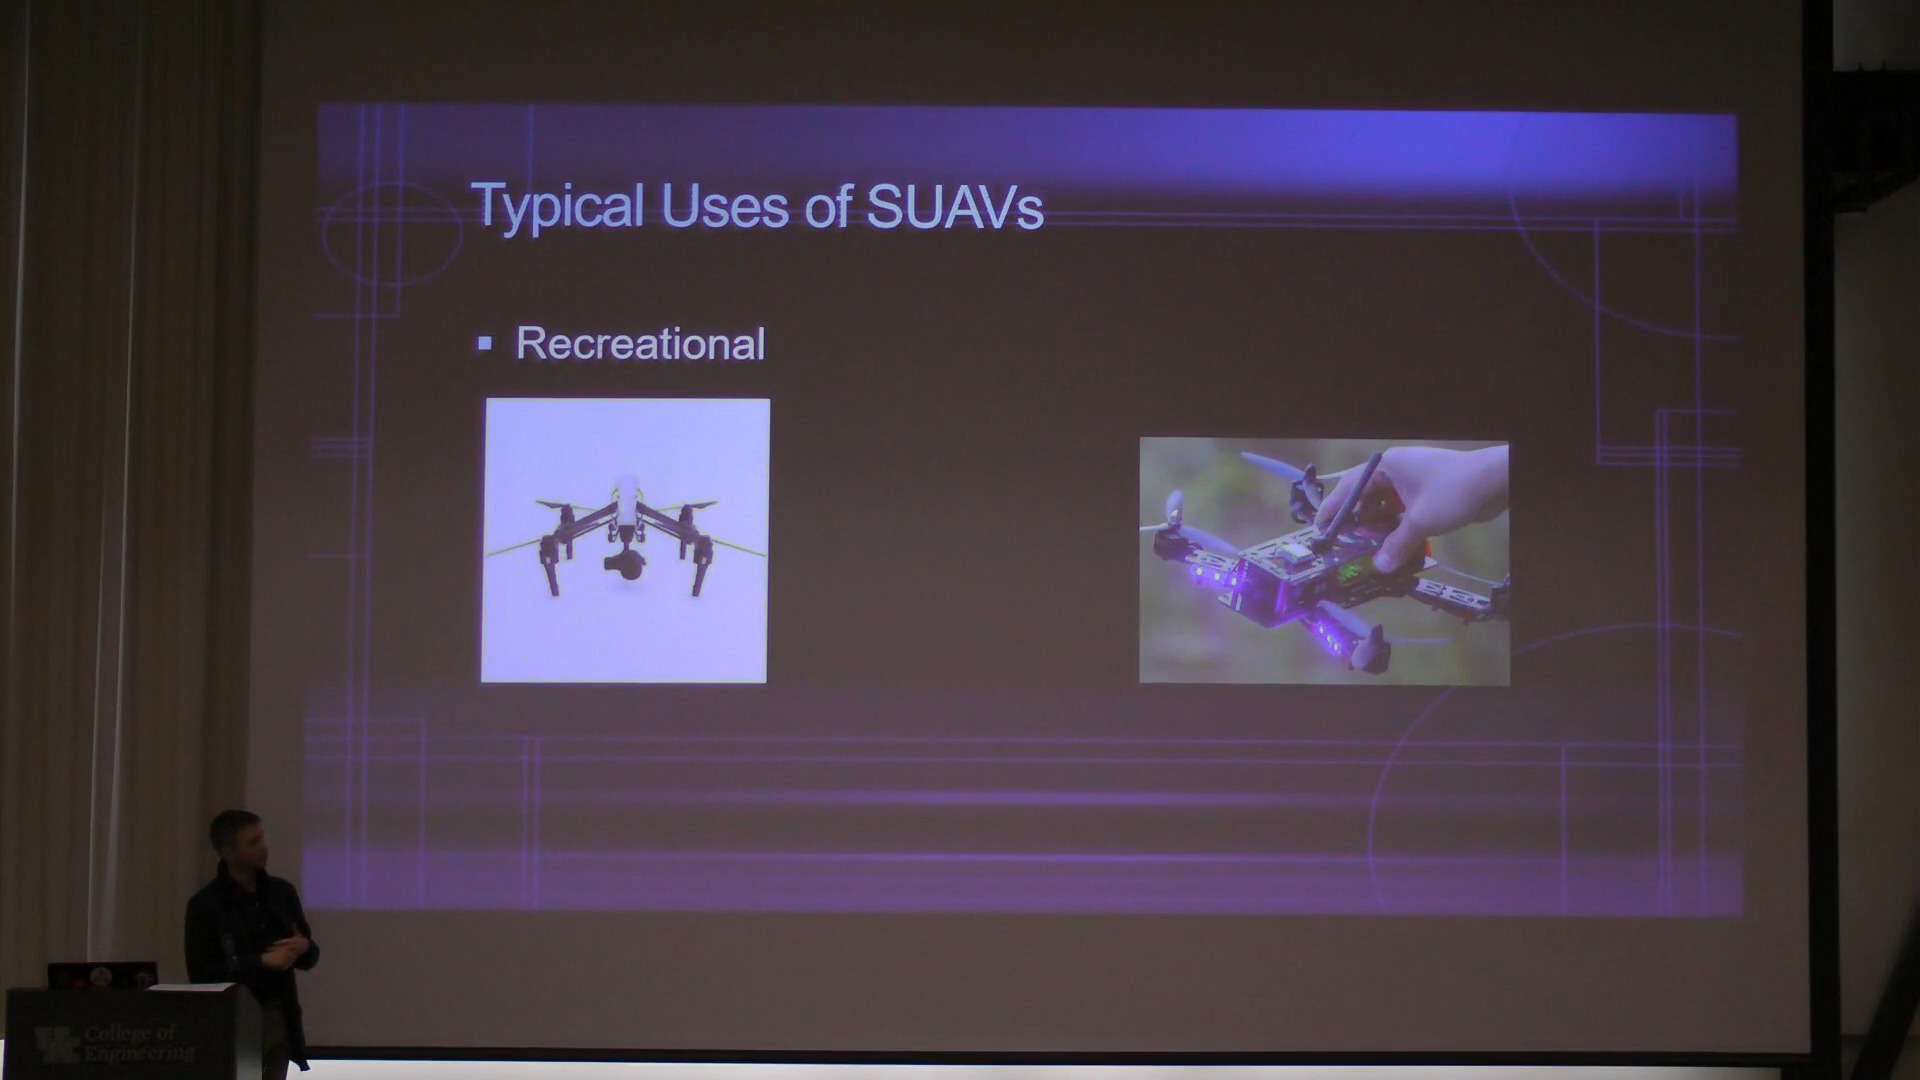 Typical Uses of SUAVs
▪ Recreational
College of
Engineering